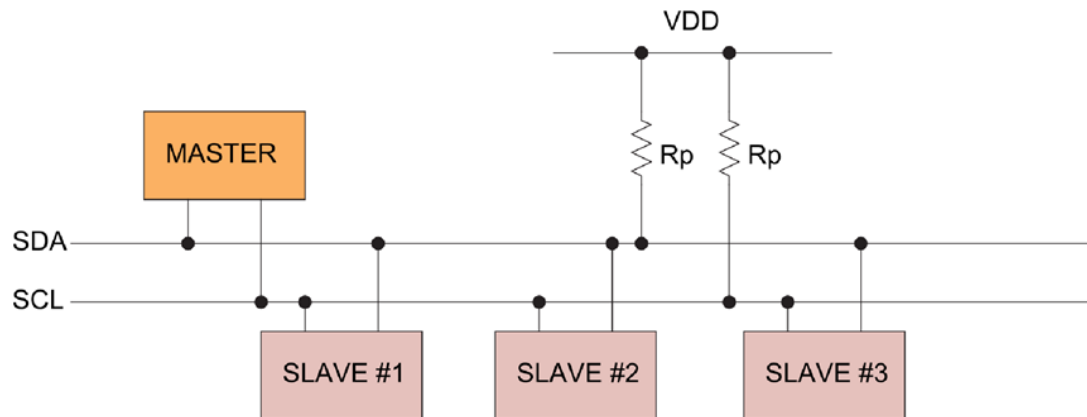 VDD
MASTER
Rp
Rp
SDA
SCL
SLAVE #1
SLAVE #2
SLAVE #3